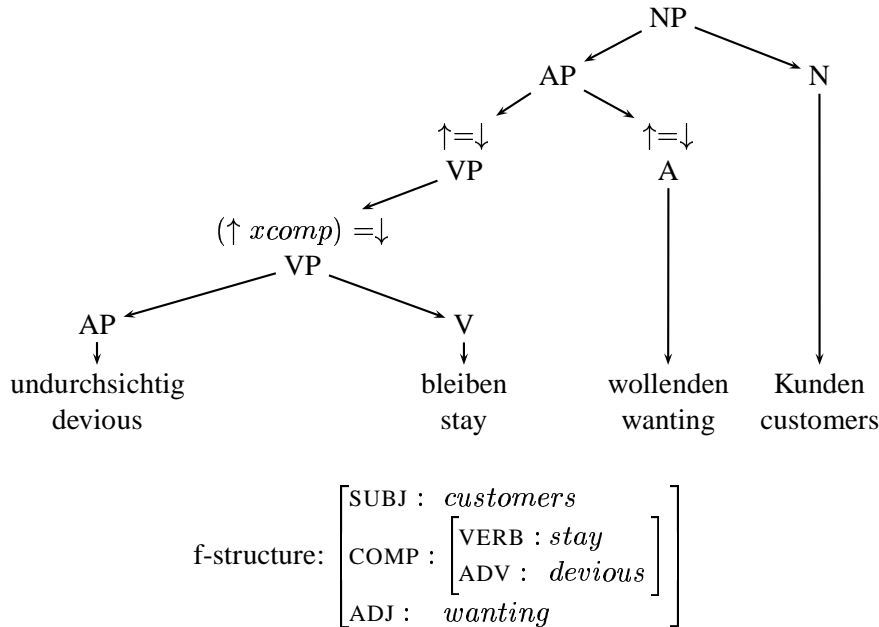 NP
AP N
↑=↓ ↑=↓
VP A
(↑ xcomp) =↓
VP
AP V
undurchsichtig bleiben wollenden Kunden
devious stay wanting customers
SUBJ : customers
f-structure: COMP : VERB : stay
ADV : devious
ADJ : wanting